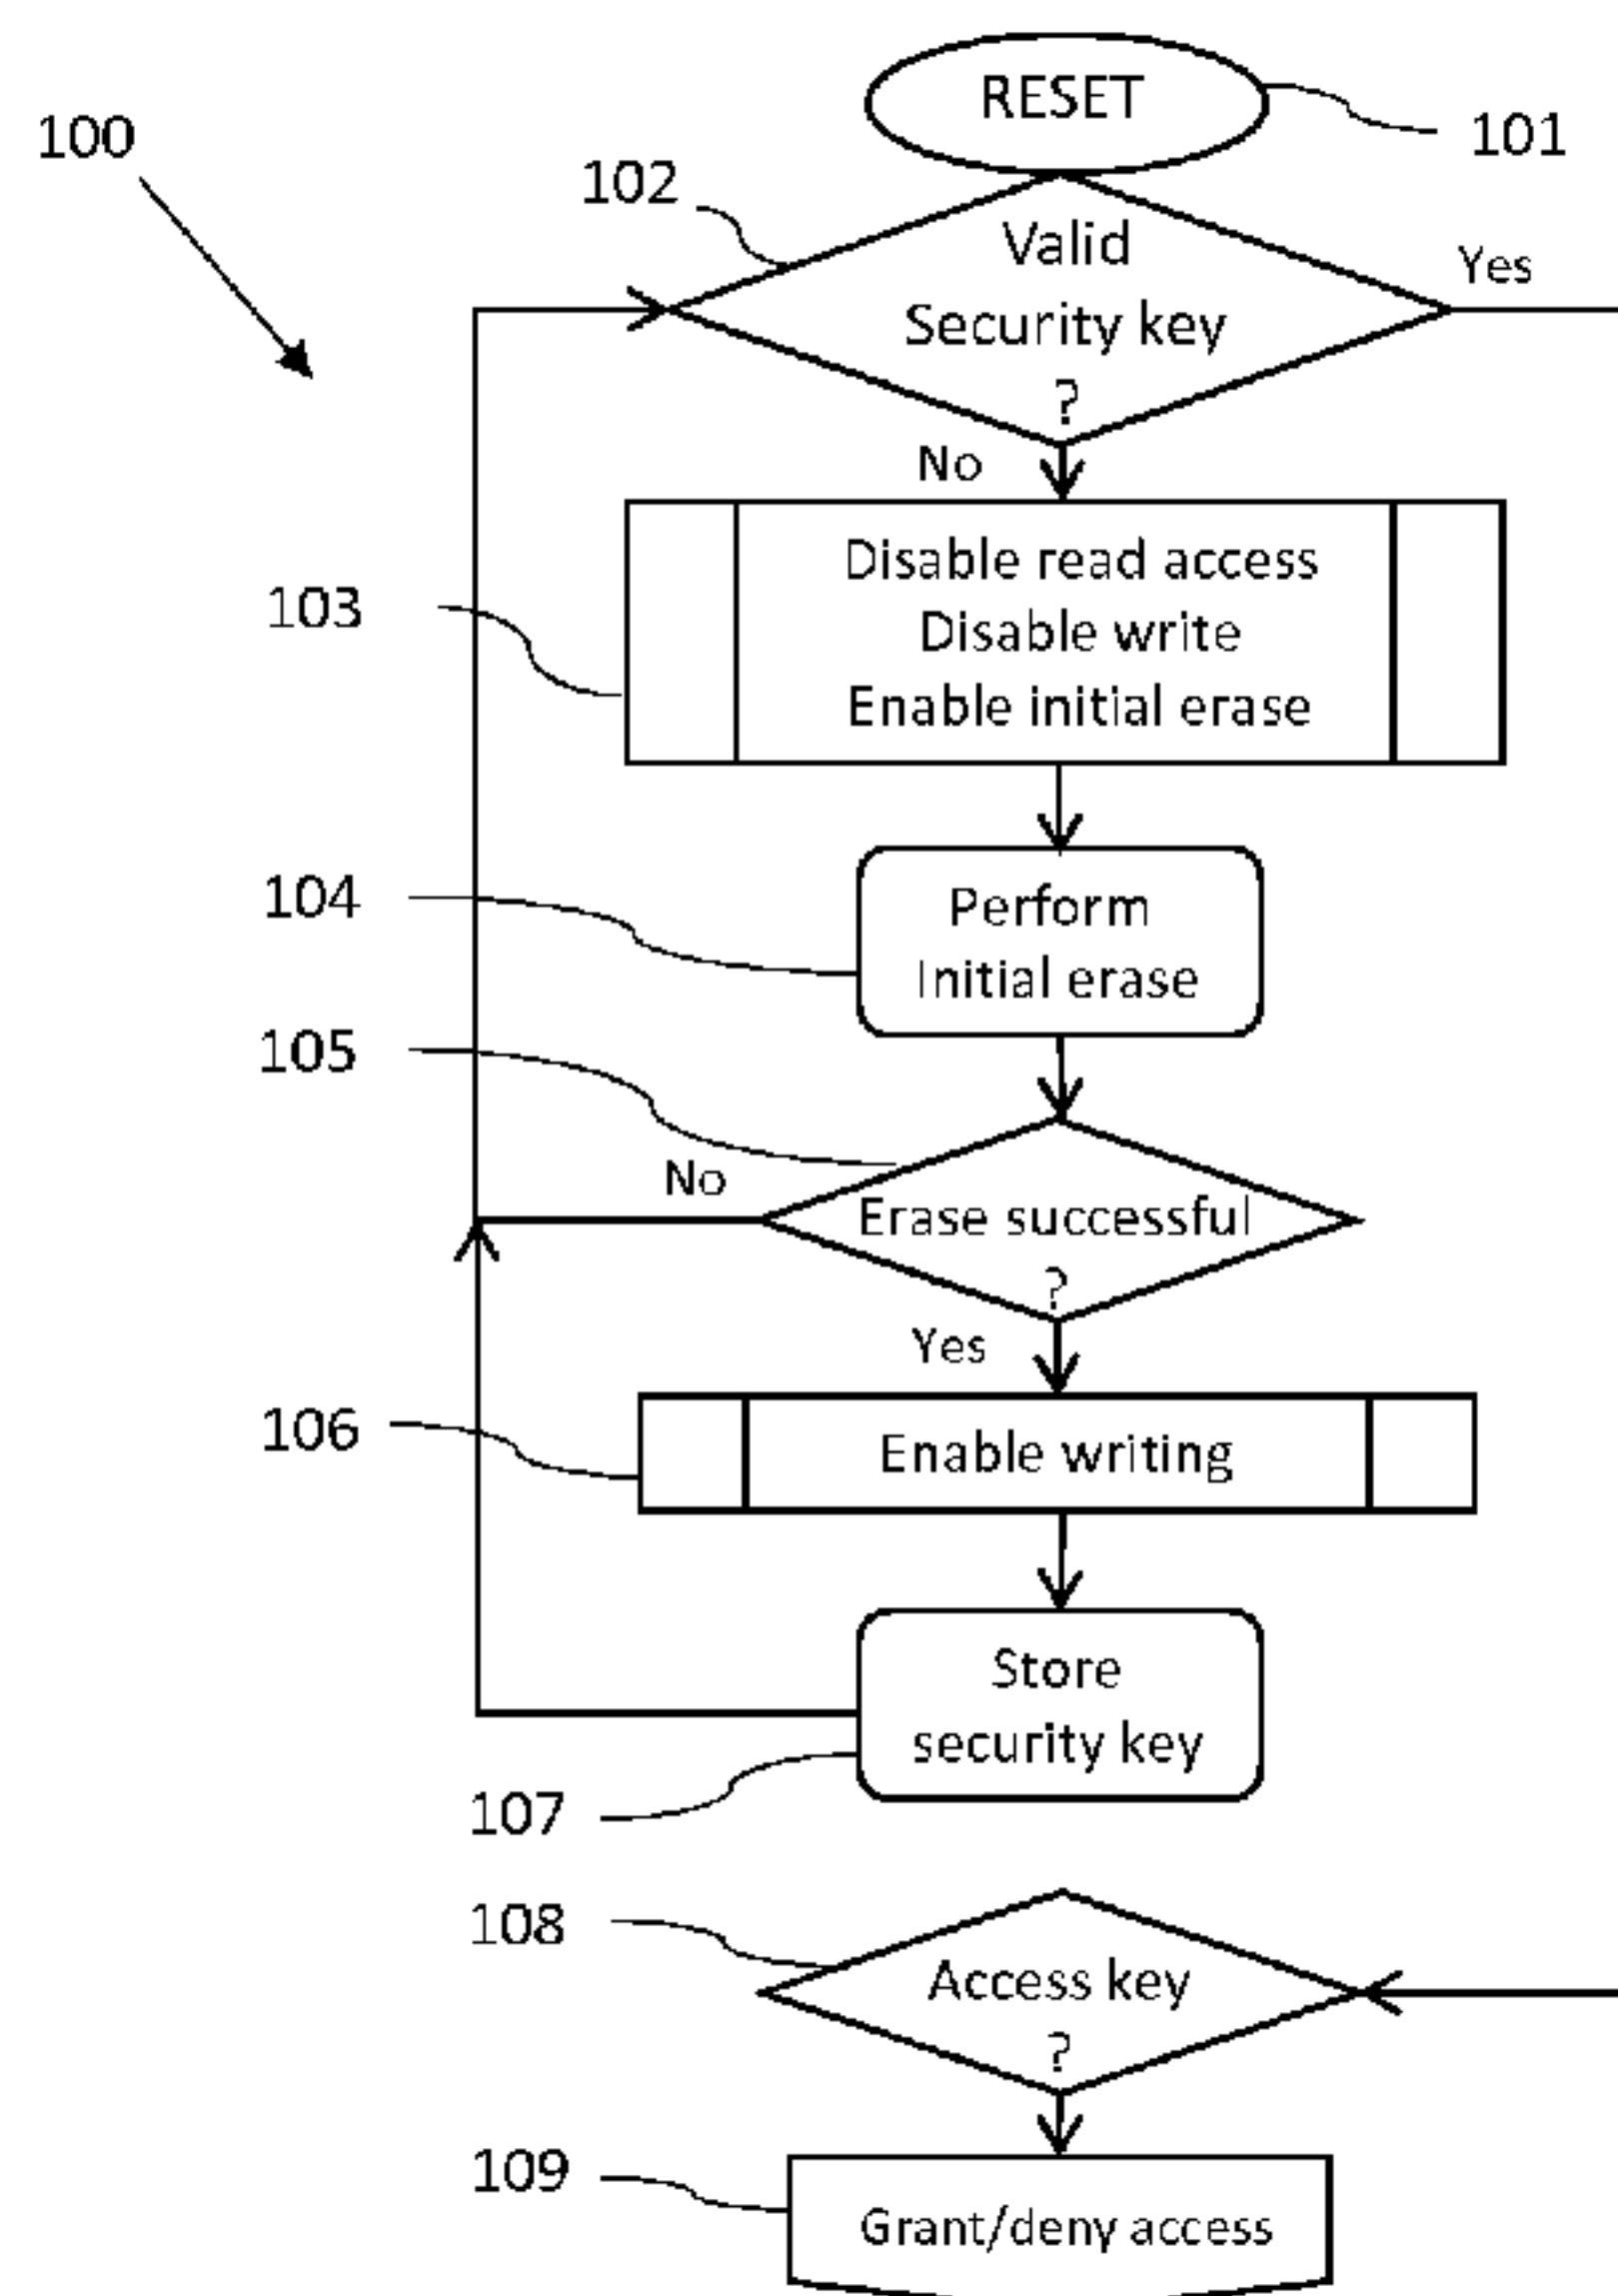 RESET
101
100
102
Valid
Security key
?
Yes
No
103
Disable read access
Disable write
Enable initial erase
104
Perform
Initial erase
105
No
Erase successful
?
Yes
106
Enable writing
Store
security key
107
108
Access key
?
109
Grant/deny access